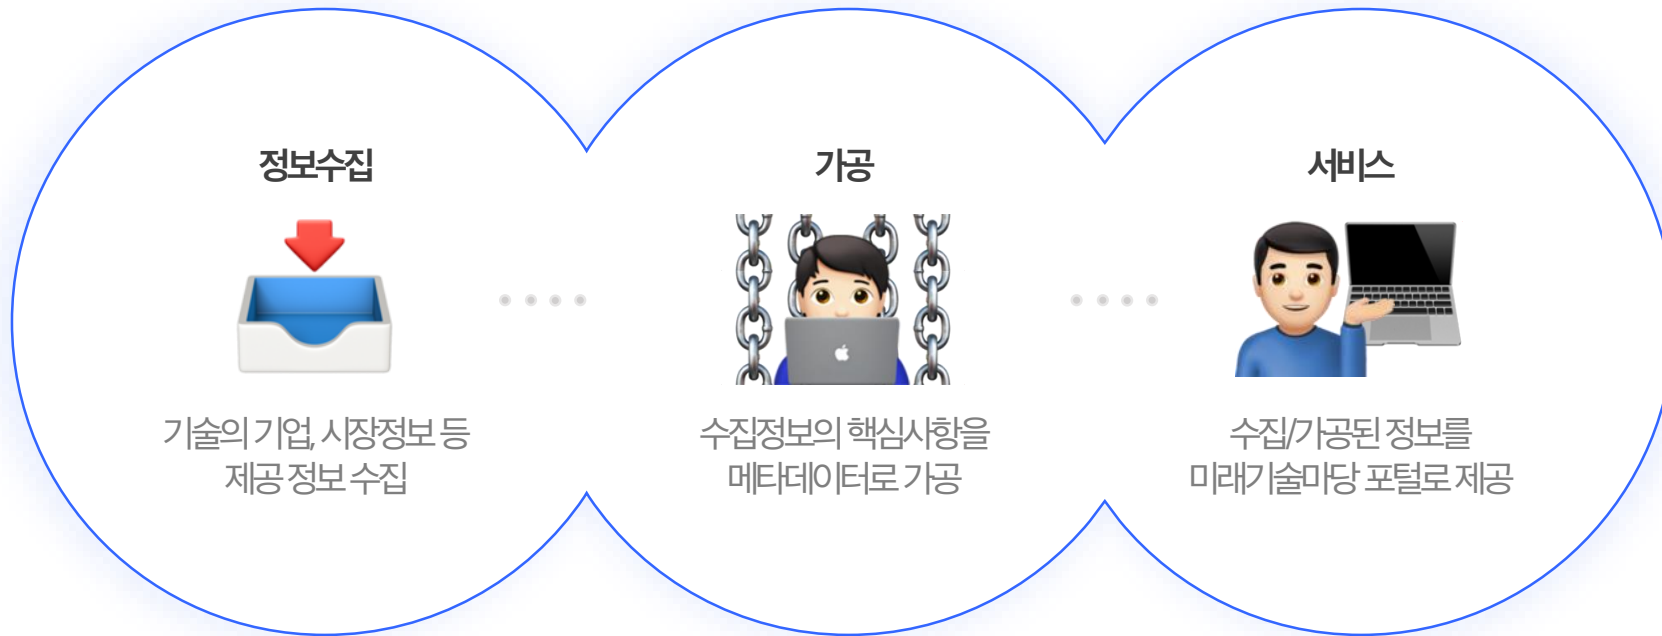 정보수집
기술의 기업, 시장정보 등
제공 정보 수집
가공
수집정보의 핵심사항을
메타데이터로 가공
서비스
수집/가공된 정보를
미래기술마당 포털로 제공